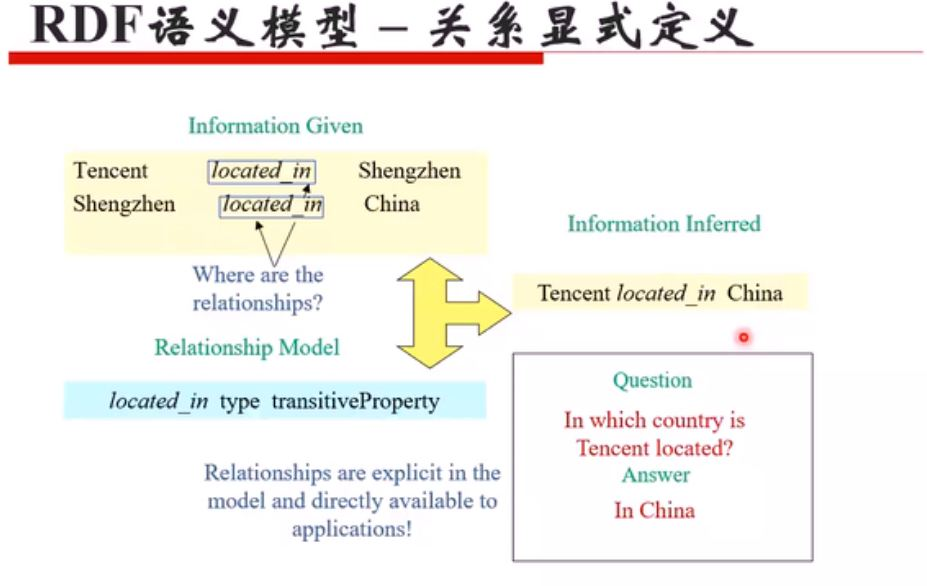 RDF语义模型 – 关系显式定义
Information Given
Tencent located_in Shengzhen
Shengzhen located_in China
Where are the
relationships?
Relationship Model
located_in type transitiveProperty
Relationships are explicit in the
model and directly available to
applications!
Information Inferred
Tencent located_in China
Question
In which country is
Tencent located?
Answer
In China